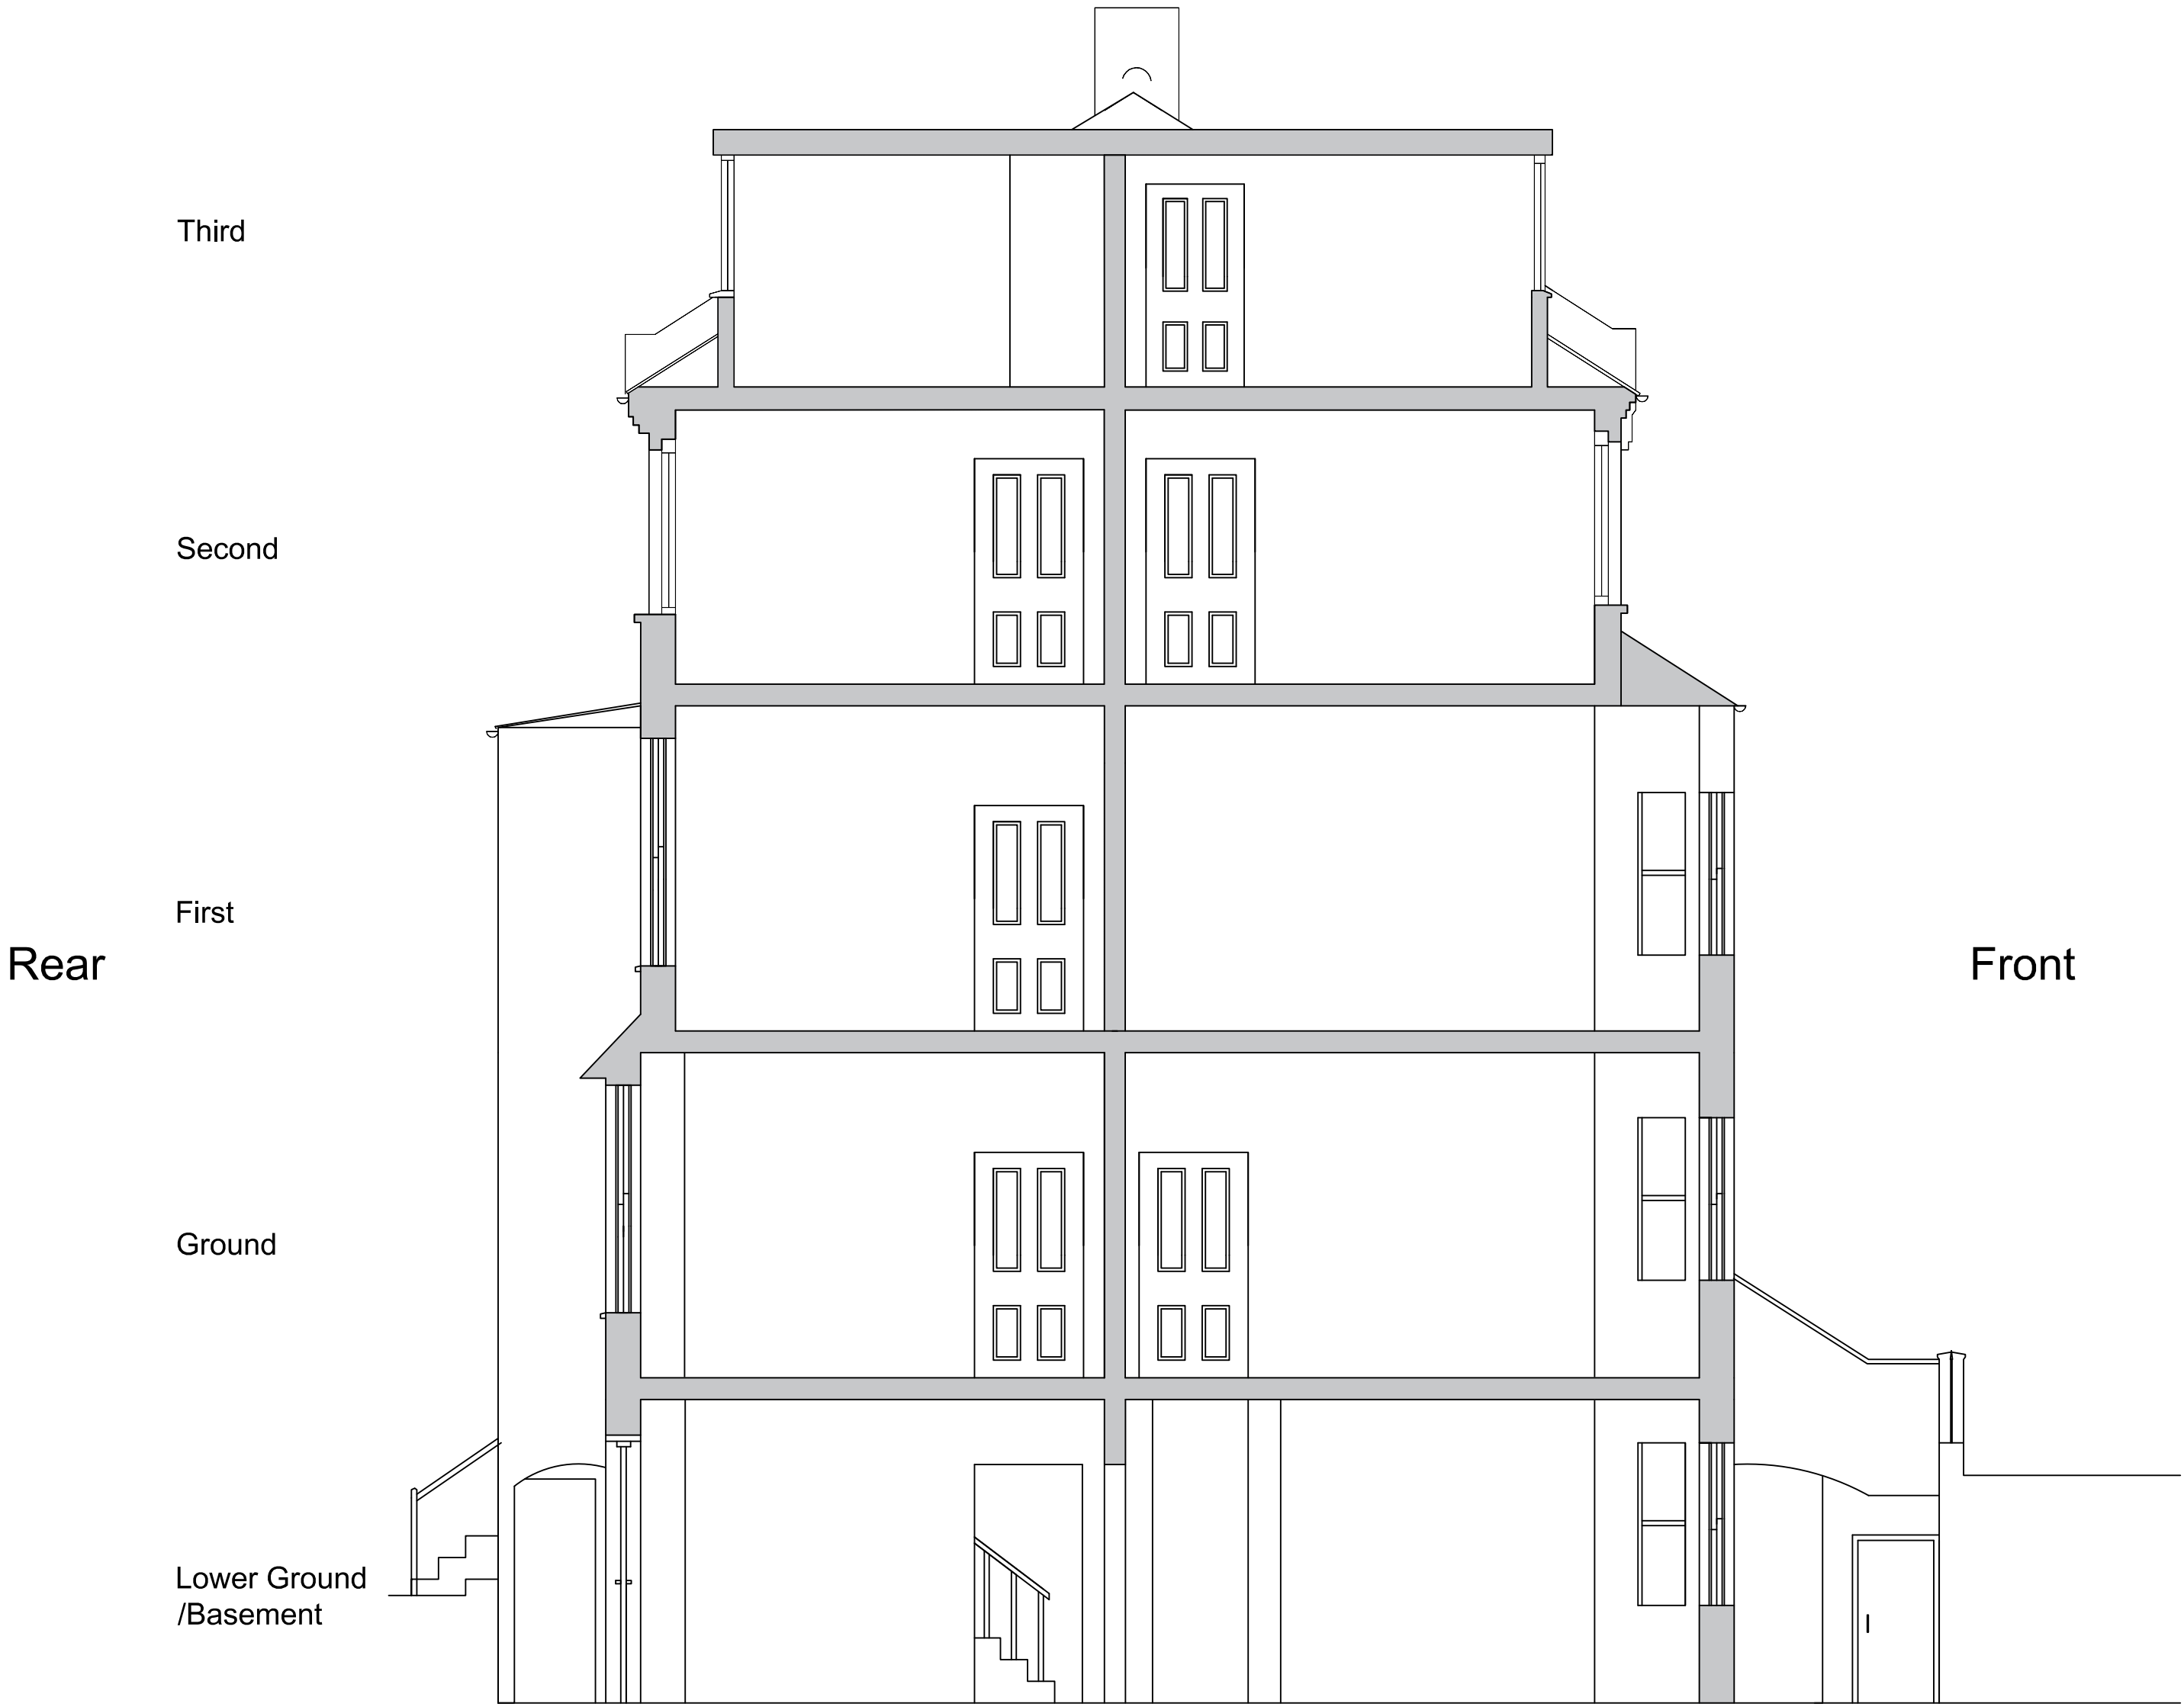 Third
Second
First
Rear
Front
Ground
Lower Ground
/Basement